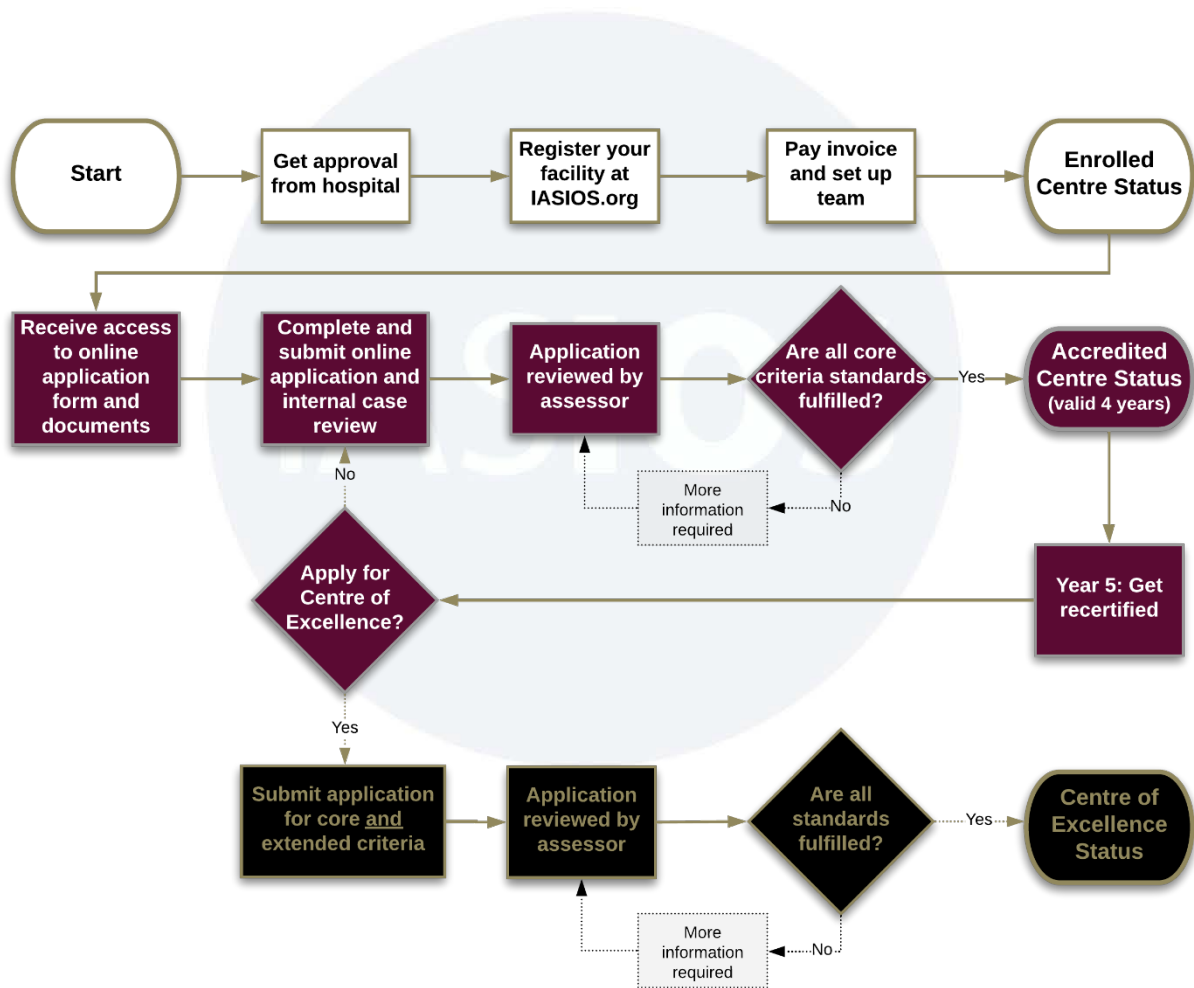 Start
Get approval
from hospital
Register your
facility at
IASIOS.org
Pay invoice
and set up
team
Enrolled
Centre Status
Receive access
to online
application
form and
documents
Complete and
submit online
application and
internal case
review
Application
reviewed by
assessor
Are all core
criteria standards
fulfilled?
Yes
Accredited
Centre Status
(valid 4 years)
IASIOS
No
More
information
required
No
Apply for
Centre of
Excellence?
Year 5: Get
recertified
Yes
Submit application
for core and
extended criteria
Application
reviewed by
assessor
Are all
standards
fulfilled?
Yes
Centre of
Excellence
Status
More
information
required
No